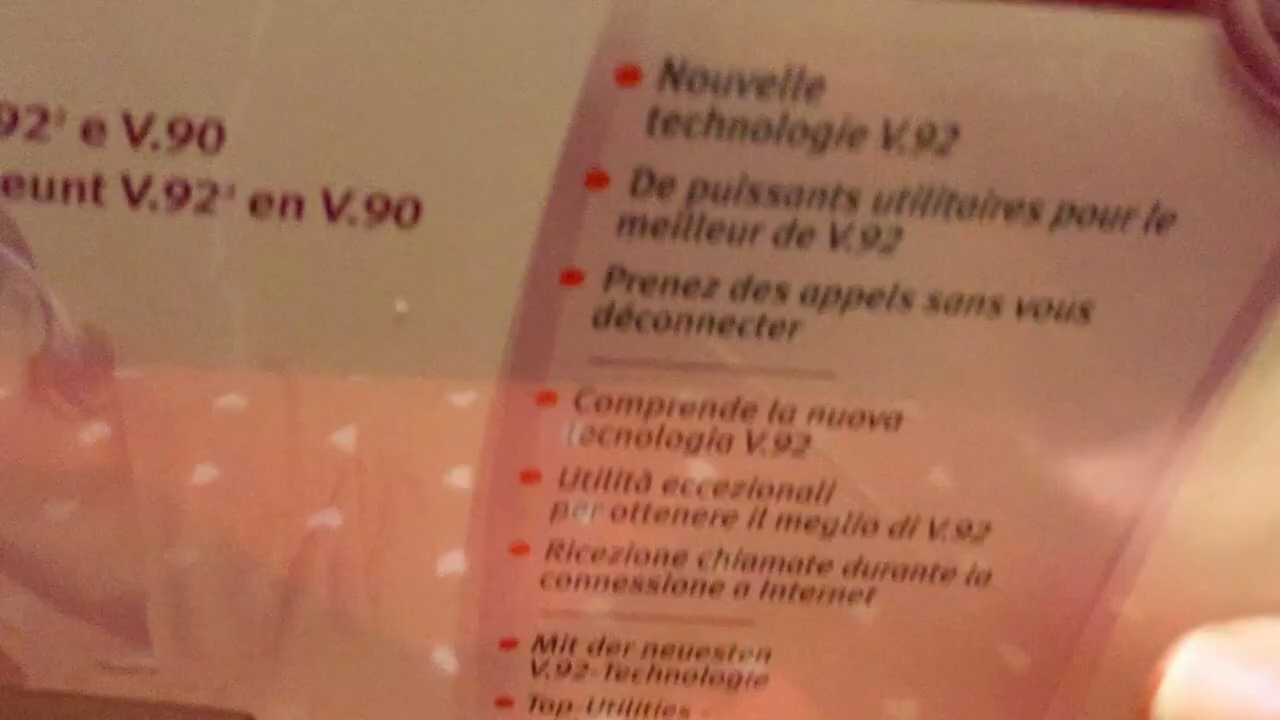 92² e V.90
eunt V.92² en V.90
Nouvelle
technologie V.92
De puissants utilitaires pour le
meilleur de V.92
Prenez des appels sans vous
déconnecter
Comprende la nuova
tecnologia V.92
Utilità eccezionali
per ottenere il meglio di V.92
Ricezione chiamate durante la
connessione a Internet
Mit der neuesten
V.92-Technologie
Top-Utilities -